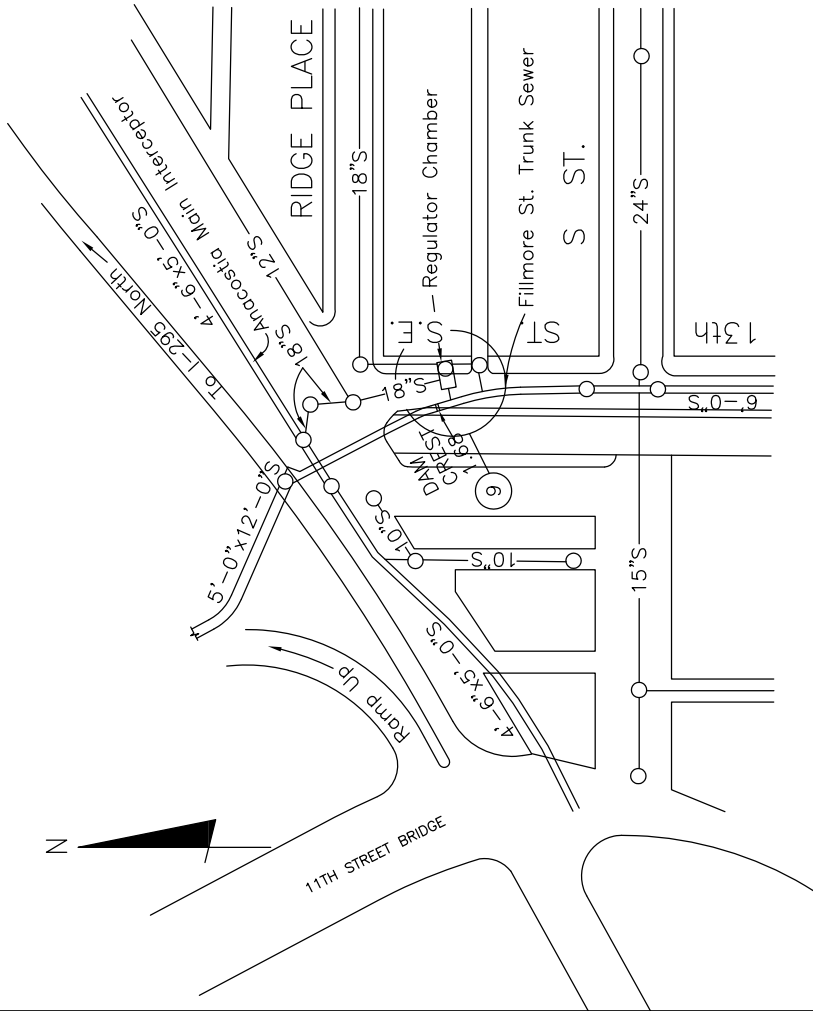 To I-295 North
4'-6"x5'-0"S
Anacostia Main Interceptor
12"S
RIDGE PLACE
18"S
Regulator Chamber
Fillmore St. Trunk Sewer
S ST.
24"S
18"S
S.E.
ST.
13th
18"S
6'-0"S
DAM
CREST
1.68
9
5'-0"x12'-0"S
10"S
10"S
15"S
4'-6"x5'-0"S
Ramp Up
N
11TH STREET BRIDGE